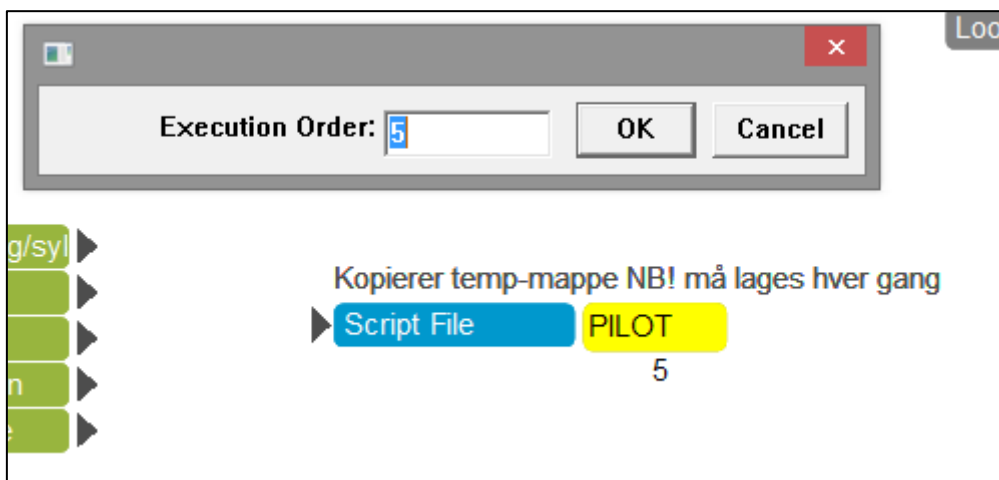 Loo
Execution Order: 5 OK Cancel
g/syl
Kopierer temp-mappe NB! må lages hver gang
Script File PILOT
5
n